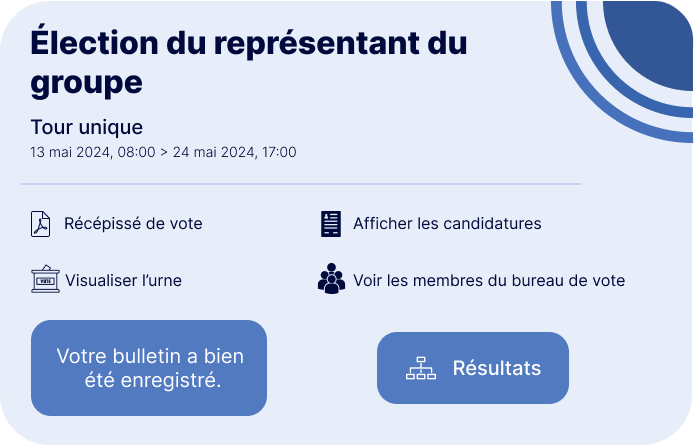 Élection du représentant du
groupe
Tour unique
13 mai 2024, 08:00 > 24 mai 2024, 17:00
Récépissé de vote
Afficher les candidatures
VOTE
Visualiser l’urne
Voir les membres du bureau de vote
Votre bulletin a bien
été enregistré.
Résultats